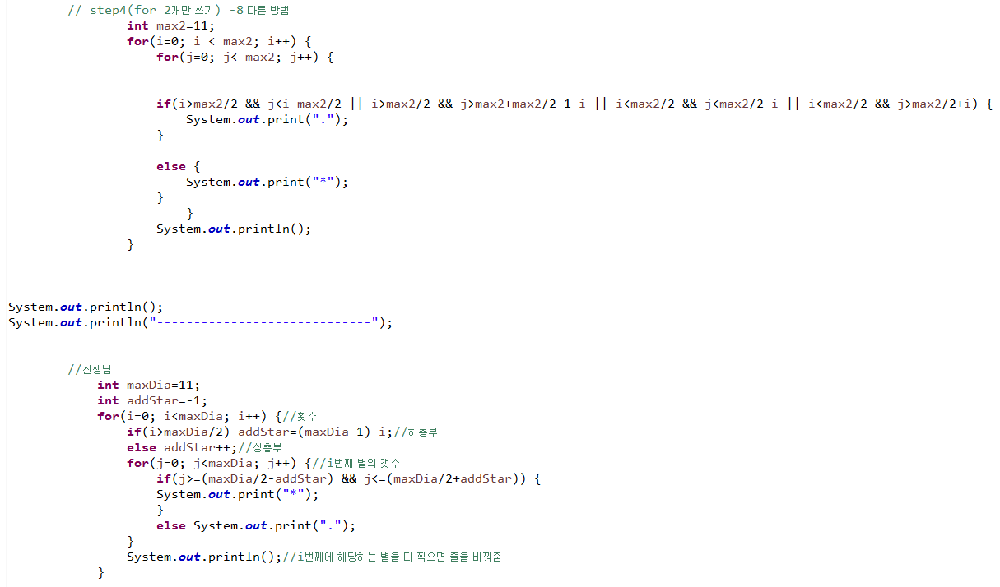 // step4(for 2개만 쓰기) -8 다른 방법
int max2=11;
for(i=0; i < max2; i++) {
for(j=0; j< max2; j++) {
if(i>max2/2 && j<i-max2/2 || i>max2/2 && j>max2+max2/2-1-i || i<max2/2 && j<max2/2-i || i<max2/2 && j>max2/2+i) {
System.out.print(".");
}
else {
System.out.print("*");
}
}
System.out.println();
}
System.out.println();
System.out.println("-----------------------------");
//선생님
int maxDia=11;
int addStar=-1;
for(i=0; i<maxDia; i++) {//횟수
if(i>maxDia/2) addStar=(maxDia-1)-i;//하층부
else addStar++;//상층부
for(j=0; j<maxDia; j++) {//i번째 별의 갯수
if(j>=(maxDia/2-addStar) && j<=(maxDia/2+addStar)) {
System.out.print("*");
}
else System.out.print(".");
}
System.out.println();//i번째에 해당하는 별을 다 찍으면 줄을 바꿔줌
}